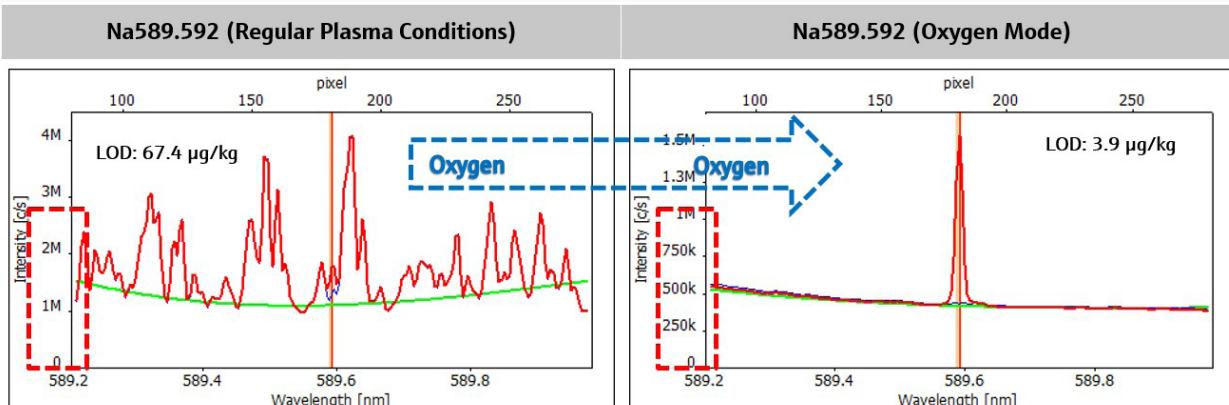 Na589.592 (Regular Plasma Conditions)
Na589.592 (Oxygen Mode)
pixel
100 150 200 250
4M
3M
2M
1M
0
Intensity [c/s]
LOD: 67.4 µg/kg
Oxygen
589.2 589.4 589.6 589.8
Wavelength [nm]
pixel
100 150 200 250
1.5M
1.3M
1M
750k
500k
250k
0
Intensity [c/s]
Oxygen
LOD: 3.9 µg/kg
589.2 589.4 589.6 589.8
Wavelength [nm]